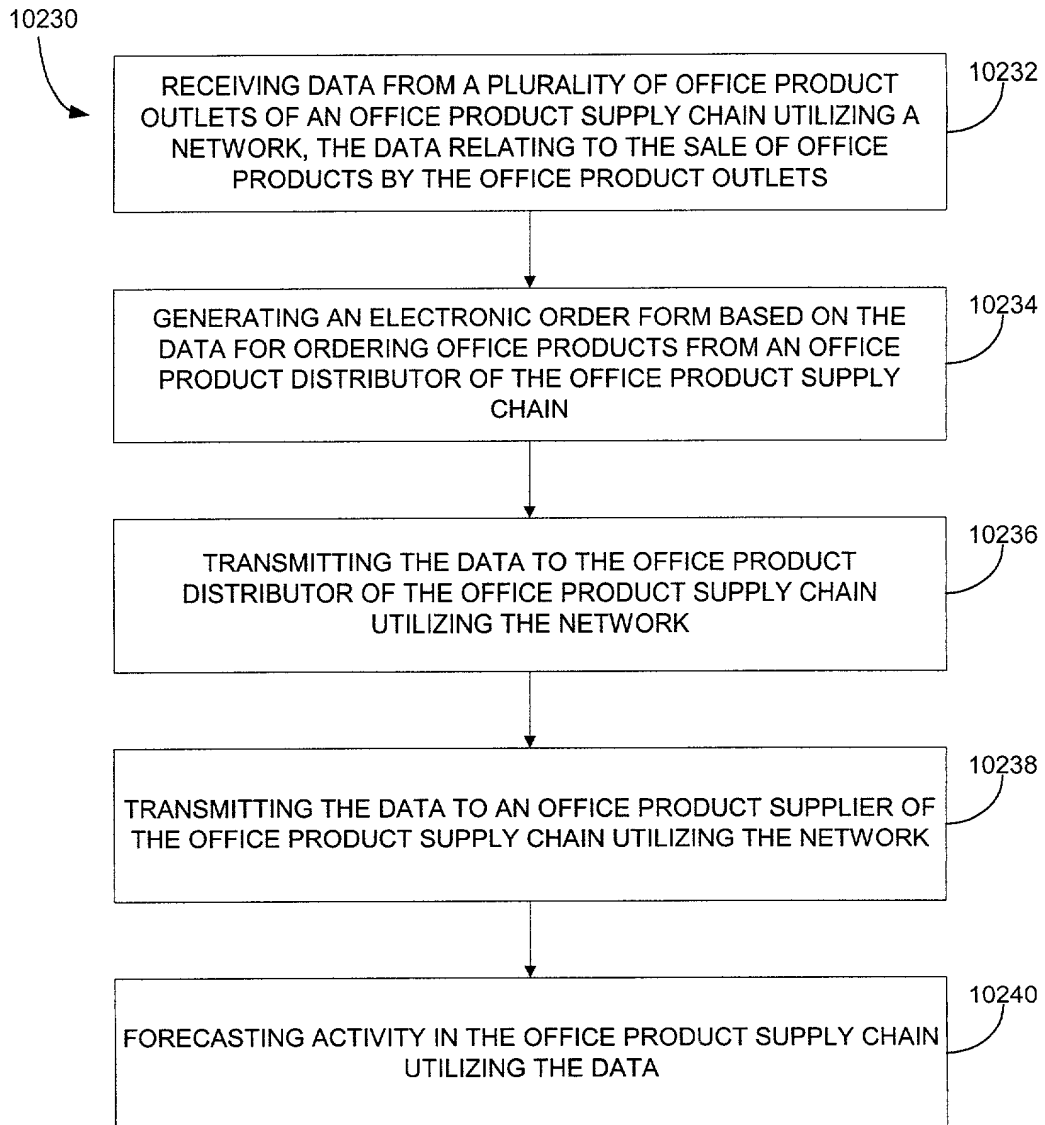 10230
RECEIVING DATA FROM A PLURALITY OF OFFICE PRODUCT
OUTLETS OF AN OFFICE PRODUCT SUPPLY CHAIN UTILIZING A
NETWORK, THE DATA RELATING TO THE SALE OF OFFICE
PRODUCTS BY THE OFFICE PRODUCT OUTLETS
10232
GENERATING AN ELECTRONIC ORDER FORM BASED ON THE
DATA FOR ORDERING OFFICE PRODUCTS FROM AN OFFICE
PRODUCT DISTRIBUTOR OF THE OFFICE PRODUCT SUPPLY
CHAIN
10234
TRANSMITTING THE DATA TO THE OFFICE PRODUCT
DISTRIBUTOR OF THE OFFICE PRODUCT SUPPLY CHAIN
UTILIZING THE NETWORK
10236
TRANSMITTING THE DATA TO AN OFFICE PRODUCT SUPPLIER OF
THE OFFICE PRODUCT SUPPLY CHAIN UTILIZING THE NETWORK
10238
FORECASTING ACTIVITY IN THE OFFICE PRODUCT SUPPLY CHAIN
UTILIZING THE DATA
10240